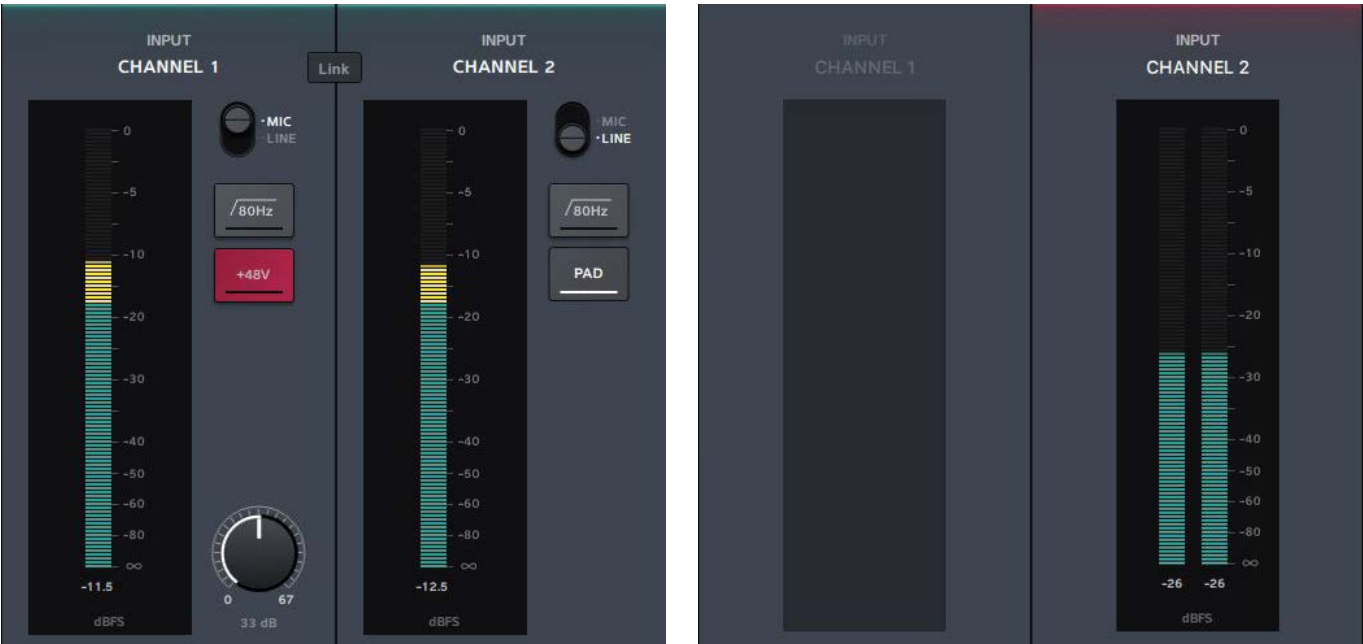 INPUT
CHANNEL 1
MIC
LINE
0
-5
80Hz
-10
+48V
-20
-30
-40
-50
-60
-80
∞
-11.5
dBFS
0 67
33 dB
Link
INPUT
CHANNEL 2
MIC
LINE
0
-5
80Hz
-10
PAD
-20
-30
-40
-50
-60
-80
∞
-12.5
dBFS
INPUT
CHANNEL 1
INPUT
CHANNEL 2
0
-5
-10
-20
-30
-40
-50
-60
-80
∞
-26 -26
dBFS